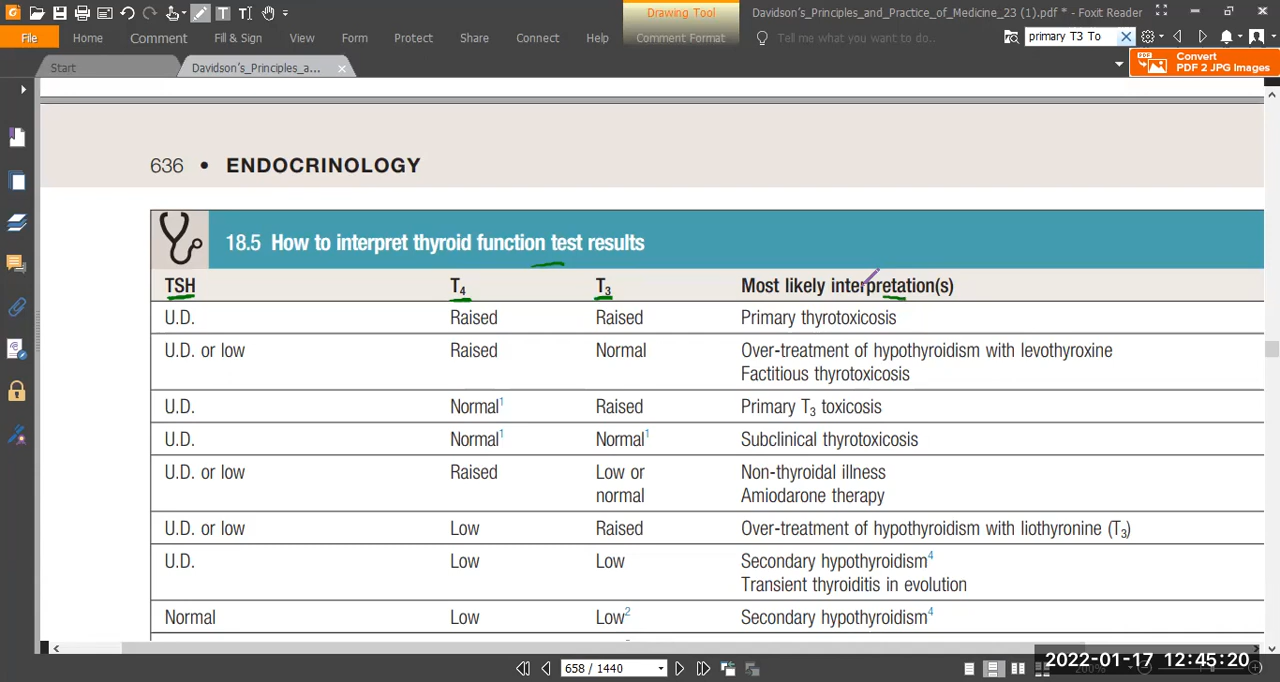 Drawing Tool
Davidson's_Principles_and_Practice_of_Medicine_23 (1).pdf * - Foxit Reader
File Home Comment Fill & Sign View Form Protect Share Connect Help Comment Format Tell me what you want to do.. primary T3 To
Start Davidson's_Principles_a... Convert
PDF 2 JPG Images
636 • ENDOCRINOLOGY
18.5 How to interpret thyroid function test results
TSH T4 T3 Most likely interpretation(s)
U.D. Raised Raised Primary thyrotoxicosis
U.D. or low Raised Normal Over-treatment of hypothyroidism with levothyroxine
Factitious thyrotoxicosis
U.D. Normal1 Raised Primary T3 toxicosis
U.D. Normal1 Normal1 Subclinical thyrotoxicosis
U.D. or low Raised Low or Non-thyroidal illness
normal Amiodarone therapy
U.D. or low Low Raised Over-treatment of hypothyroidism with liothyronine (T3)
U.D. Low Low Secondary hypothyroidism4
Transient thyroiditis in evolution
Normal Low Low2 Secondary hypothyroidism4
658 / 1440
2022-01-17 12:45:20